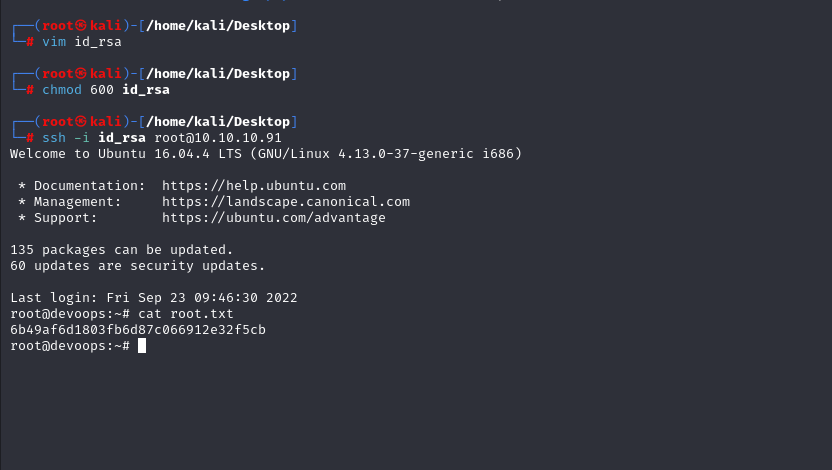 ┌──(root㉿kali)-[/home/kali/Desktop]
└─# vim id_rsa
┌──(root㉿kali)-[/home/kali/Desktop]
└─# chmod 600 id_rsa
┌──(root㉿kali)-[/home/kali/Desktop]
└─# ssh -i id_rsa root@10.10.10.91
Welcome to Ubuntu 16.04.4 LTS (GNU/Linux 4.13.0-37-generic i686)
 * Documentation:  https://help.ubuntu.com
 * Management:     https://landscape.canonical.com
 * Support:        https://ubuntu.com/advantage
135 packages can be updated.
60 updates are security updates.
Last login: Fri Sep 23 09:46:30 2022
root@devoops:~# cat root.txt
6b49af6d1803fb6d87c066912e32f5cb
root@devoops:~#